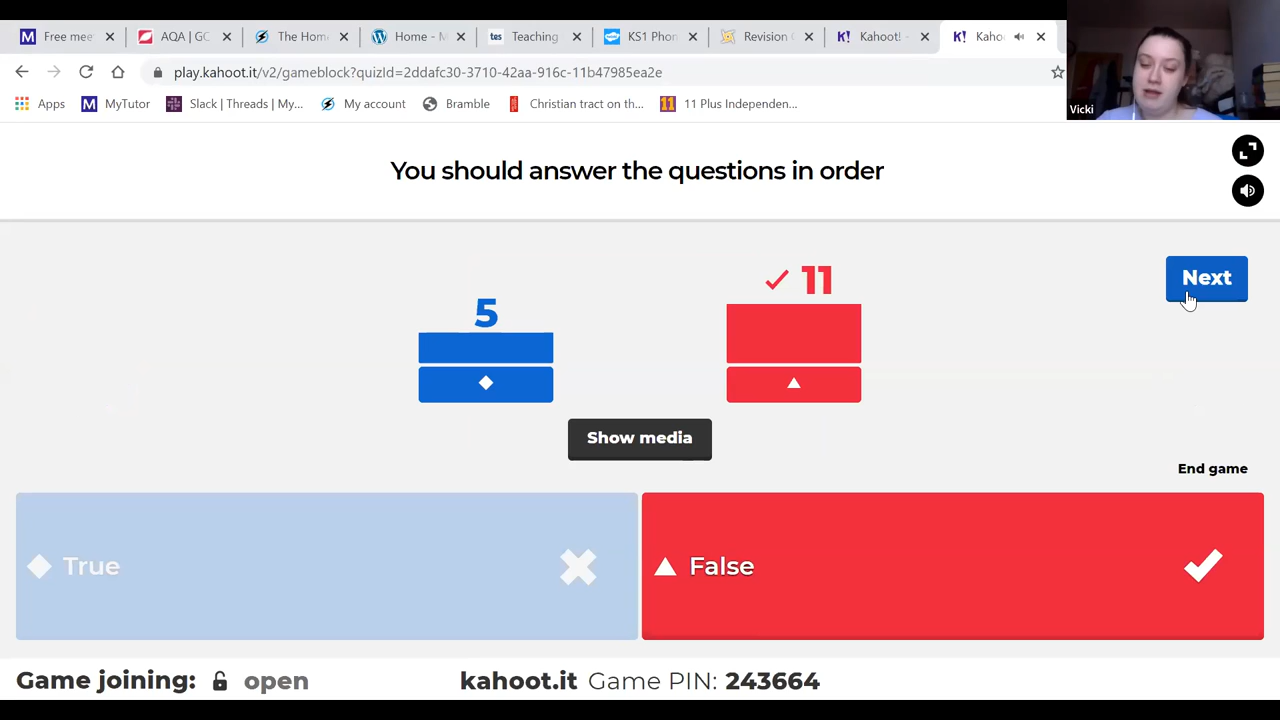 Free mee
AQA | GC
The Home
Home - M
tes Teaching
KS1 Phon
Revision G
K! Kahoot! -
K! Kaho
play.kahoot.it/v2/gameblock?quizId=2ddafc30-3710-42aa-916c-11b47985ea2e
Apps
MyTutor
Slack | Threads | My...
My account
Bramble
Christian tract on th...
11 Plus Independen...
Vicki
You should answer the questions in order
Next
5
11
Show media
End game
True
False
Game joining: open
kahoot.it Game PIN: 243664